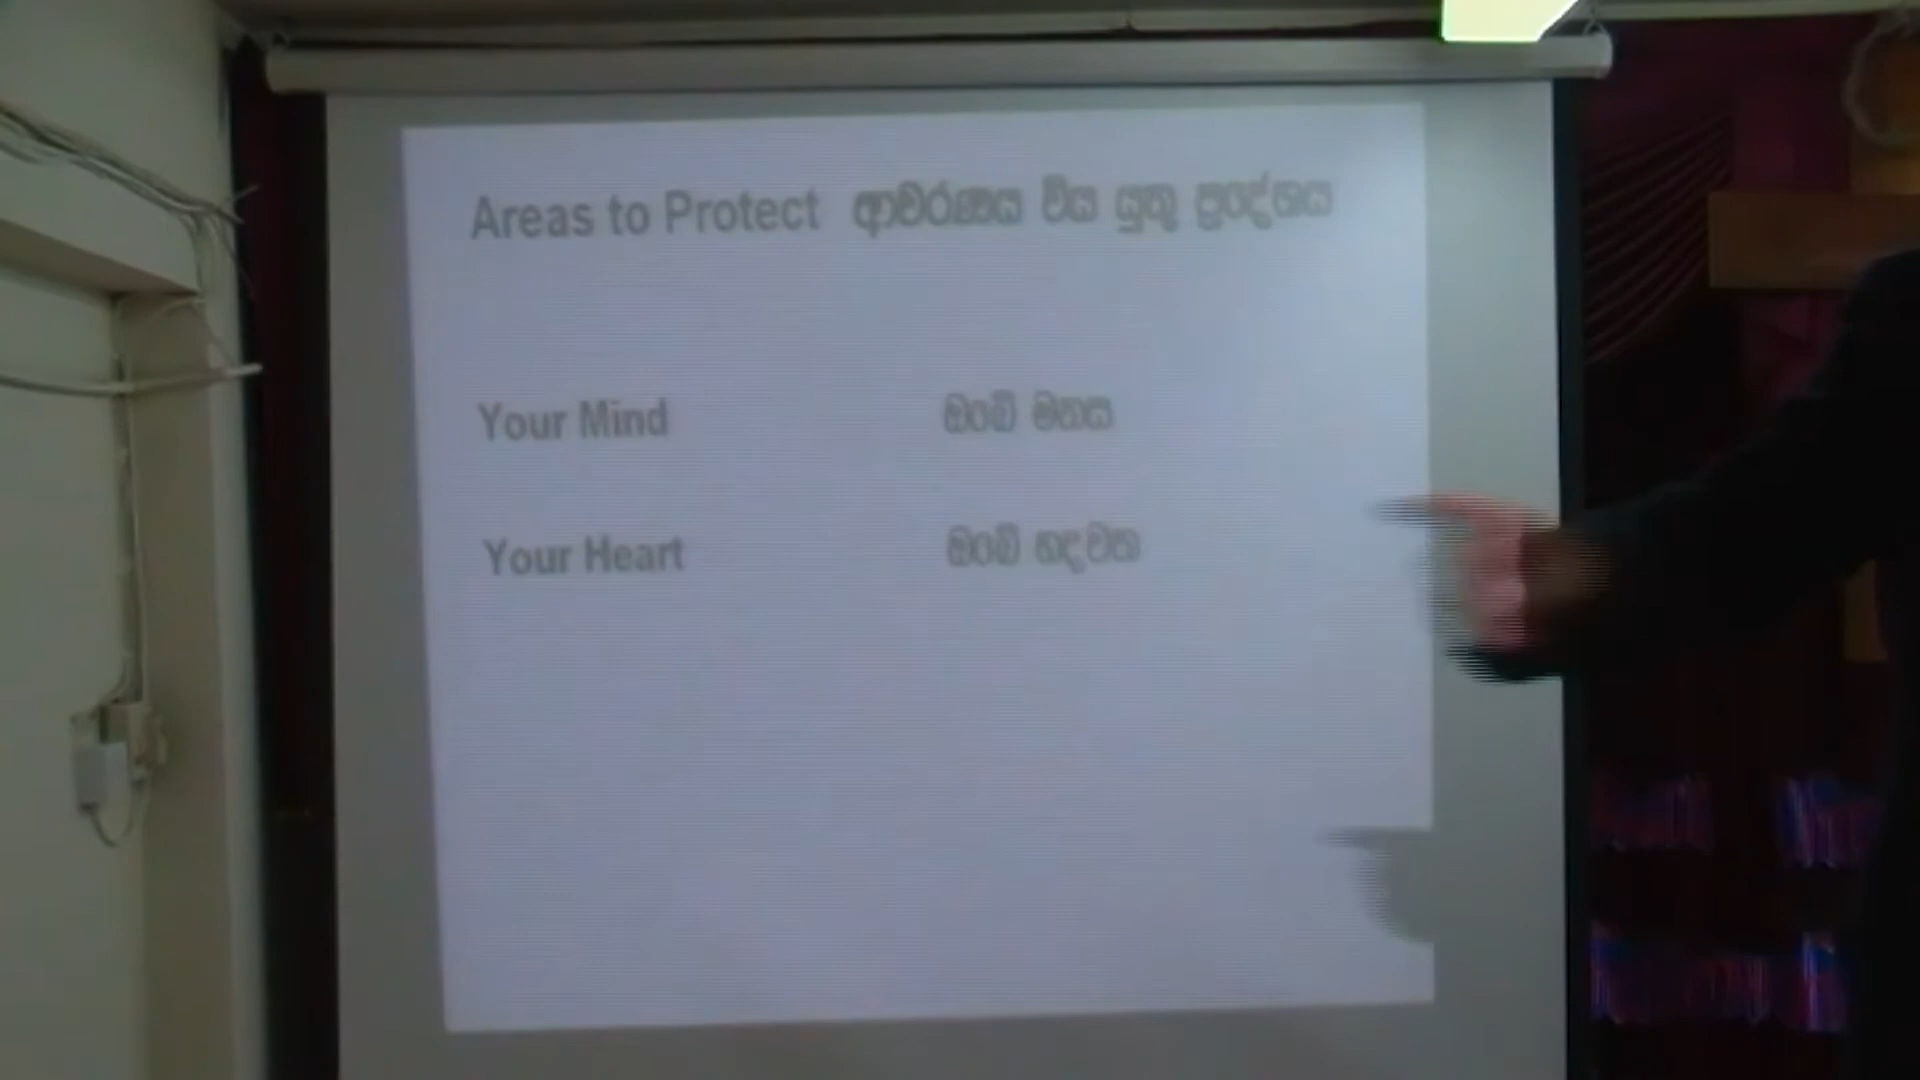 Areas to Protect ආවරණය විය යුතු ප්‍රදේශය
Your Mind ඔබේ මනස
Your Heart ඔබේ හදවත